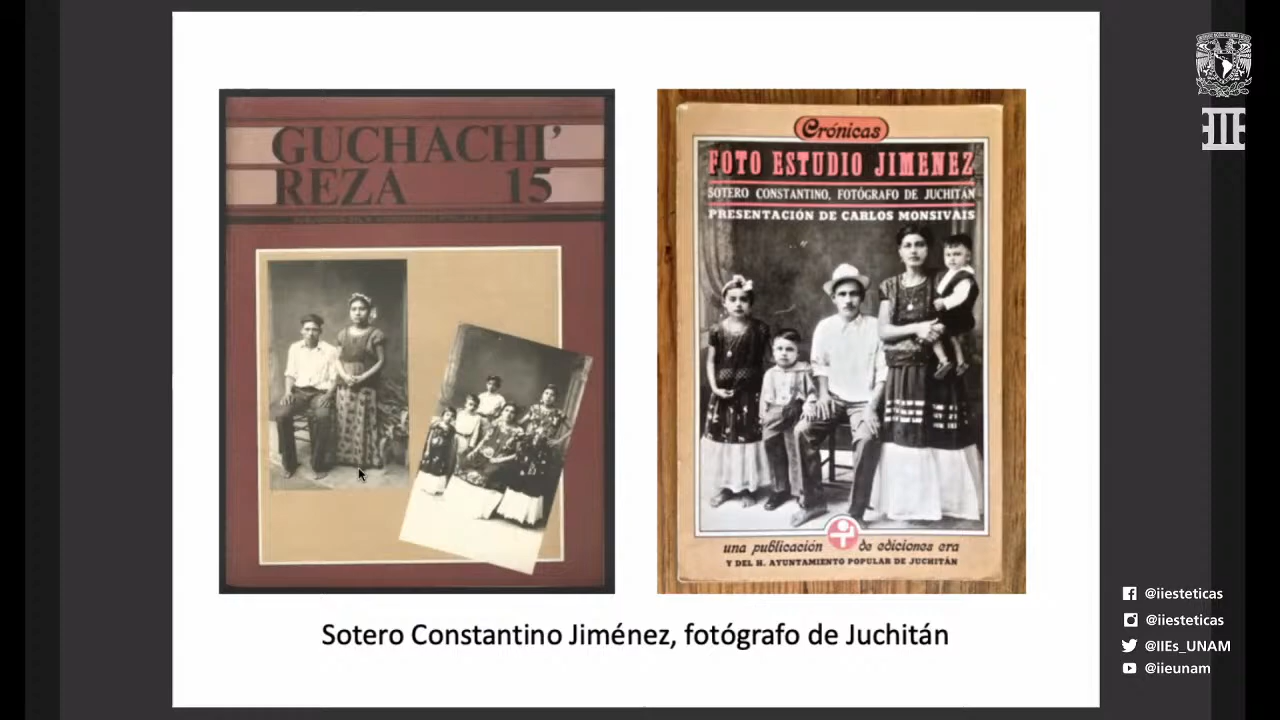 GUCHACHI'
REZA 15
Crónicas
FOTO ESTUDIO JIMENEZ
SOTERO CONSTANTINO, FOTÓGRAFO DE JUCHITÁN
PRESENTACIÓN DE CARLOS MONSIVAIS
una publicación de ediciones era
Y DEL H. AYUNTAMIENTO POPULAR DE JUCHITÁN
Sotero Constantino Jiménez, fotógrafo de Juchitán
@iiesteticas
@iiesteticas
@IIEs_UNAM
@iieunam